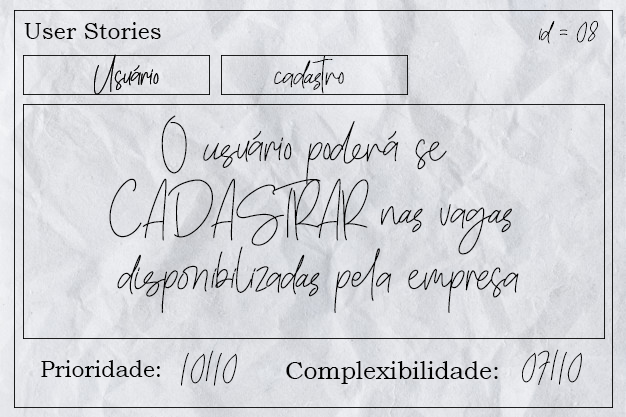 User Stories
id = 08
Usuário
cadastro
O usuário poderá se
CADASTRAR nas vagas
disponibilizadas pela empresa
Prioridade: 10/10
Complexibilidade: 07/10